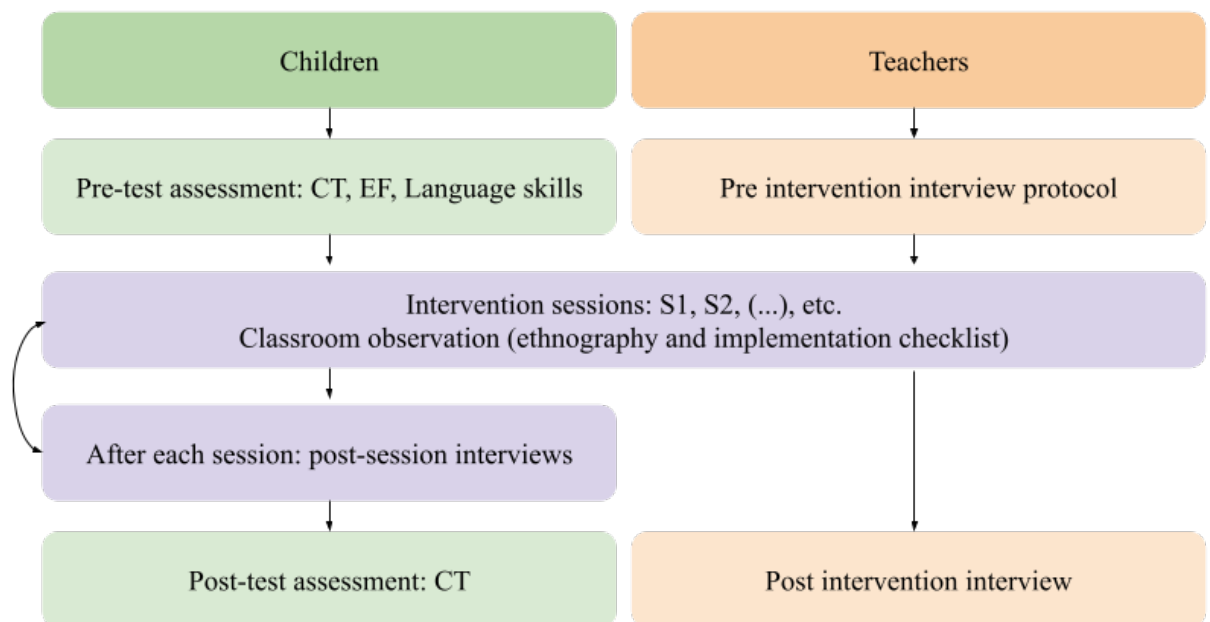 Children
Teachers
Pre-test assessment: CT, EF, Language skills
Pre intervention interview protocol
Intervention sessions: S1, S2, (...), etc.
Classroom observation (ethnography and implementation checklist)
After each session: post-session interviews
Post-test assessment: CT
Post intervention interview